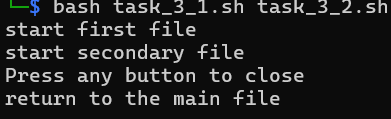 └─$ bash task_3_1.sh task_3_2.sh
start first file
start secondary file
Press any button to close
return to the main file